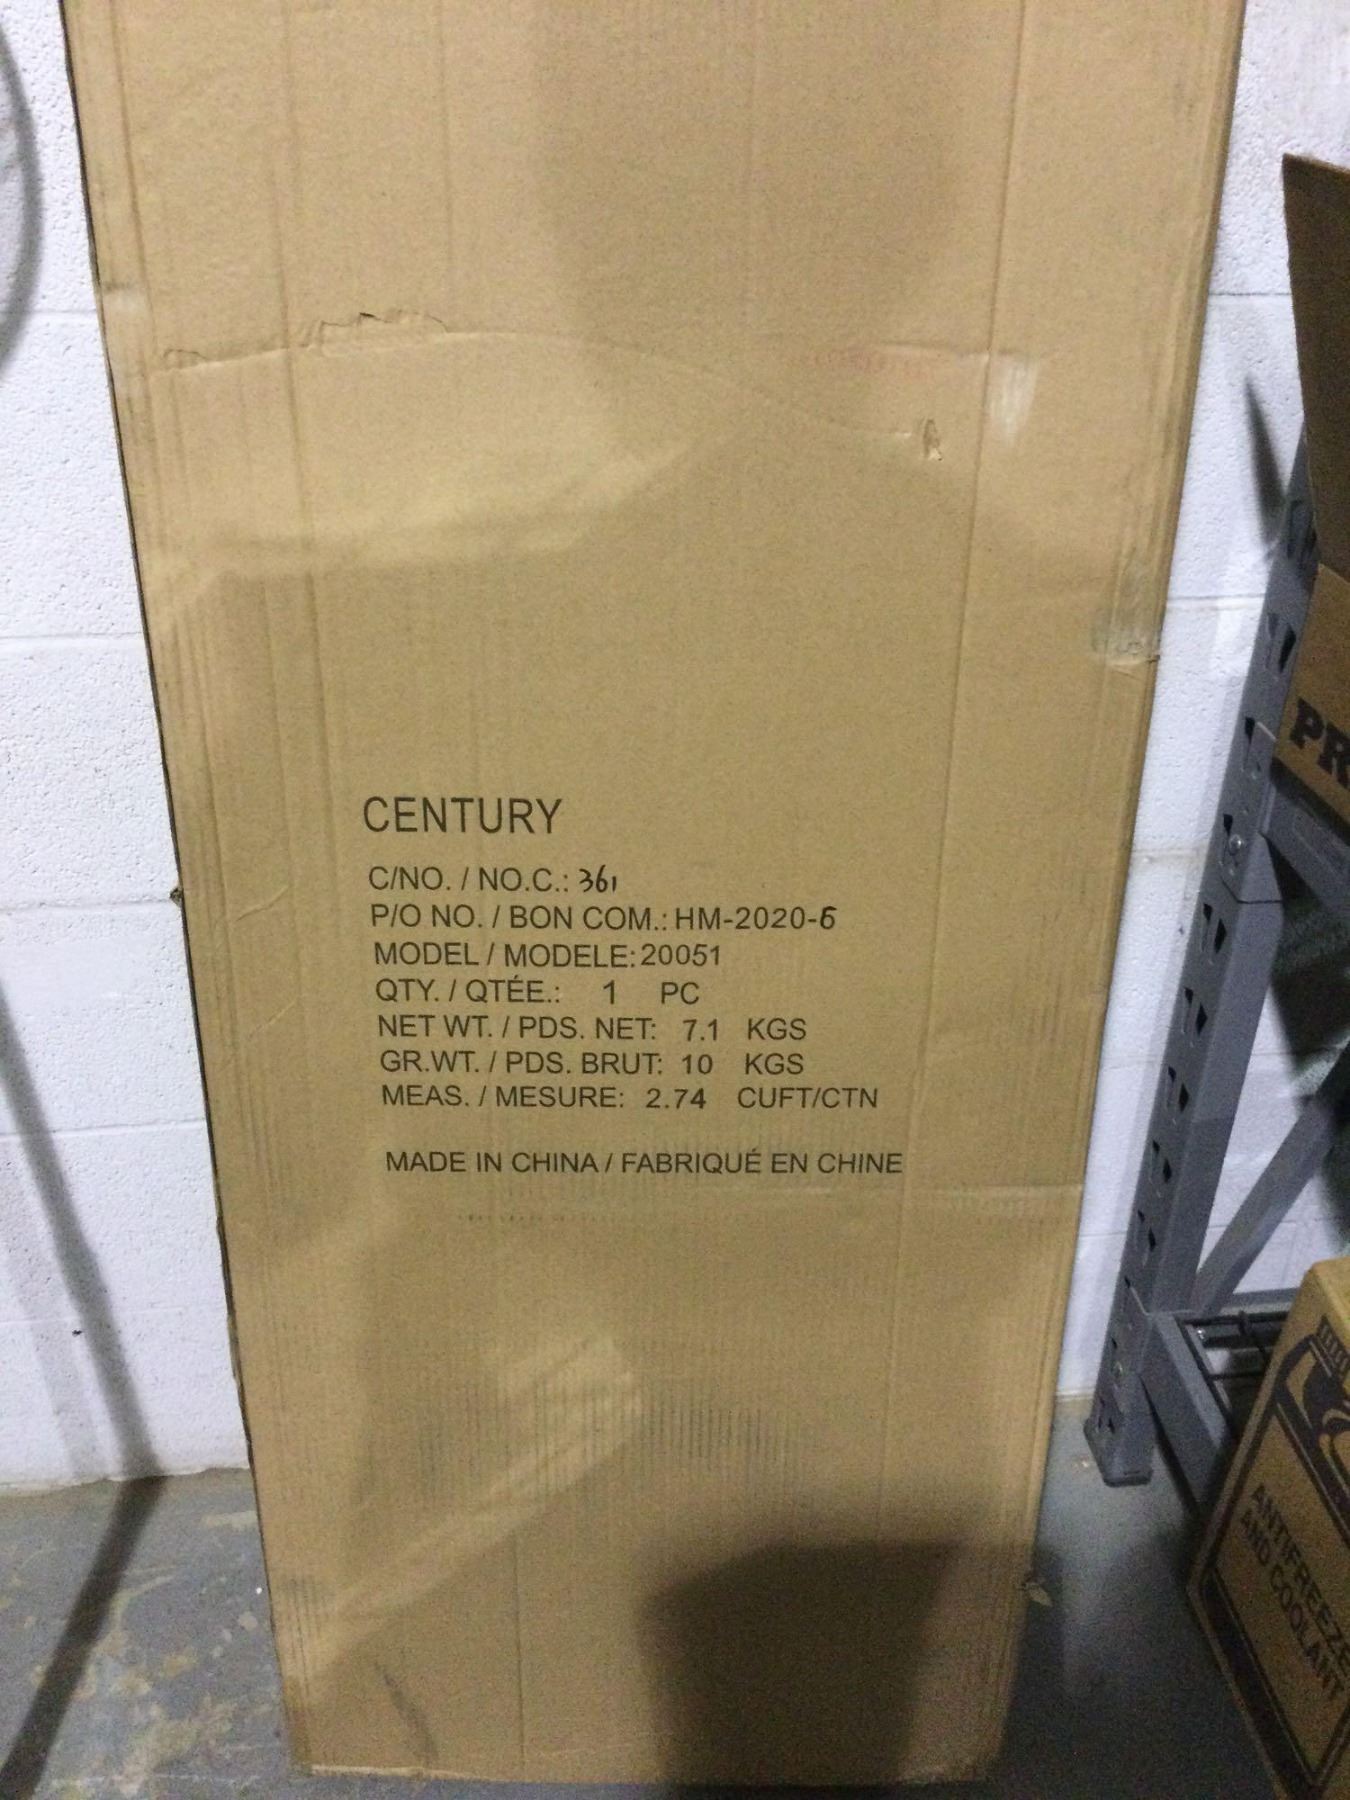 CENTURY
C/NO. / NO.C.: 361
P/O NO. / BON COM.: HM-2020-6
MODEL / MODELE: 20051
QTY. / QTÉE.: 1 PC
NET WT. / PDS. NET: 7.1 KGS
GR.WT. / PDS. BRUT: 10 KGS
MEAS. / MESURE: 2.74 CUFT/CTN
MADE IN CHINA / FABRIQUÉ EN CHINE
PR
ANTIFREEZE
AND COOLANT